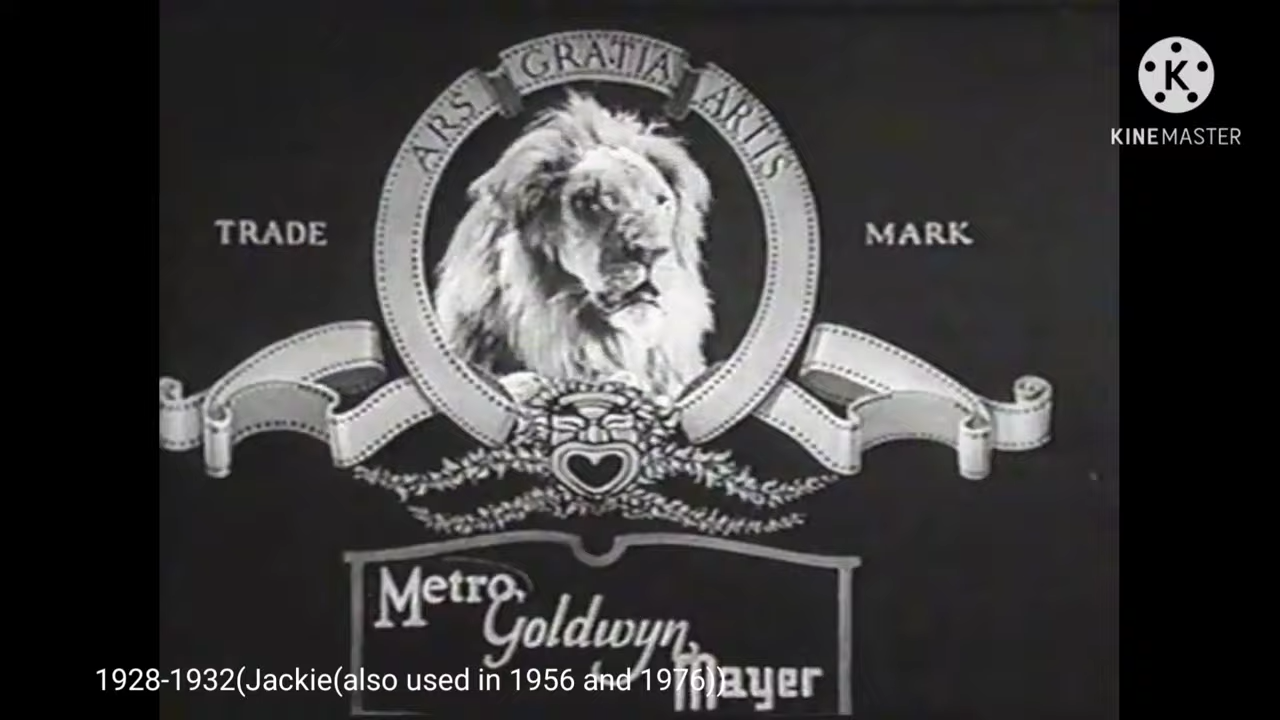 ARS GRATIA ARTIS
TRADE MARK
KINEMASTER
Metro,
Goldwyn,
Mayer
1928-1932(Jackie(also used in 1956 and 1976))